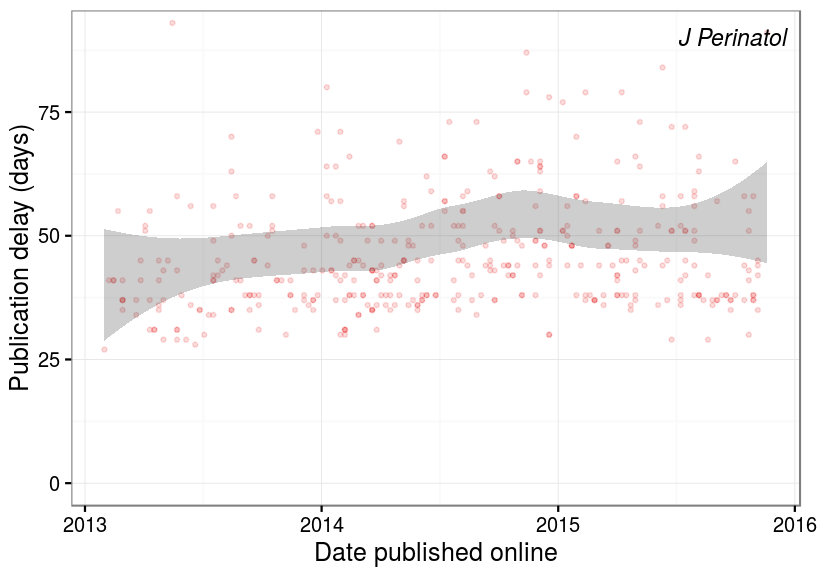 J Perinatol
Publication delay (days)
75
50
25
0
2013 2014 2015 2016
Date published online